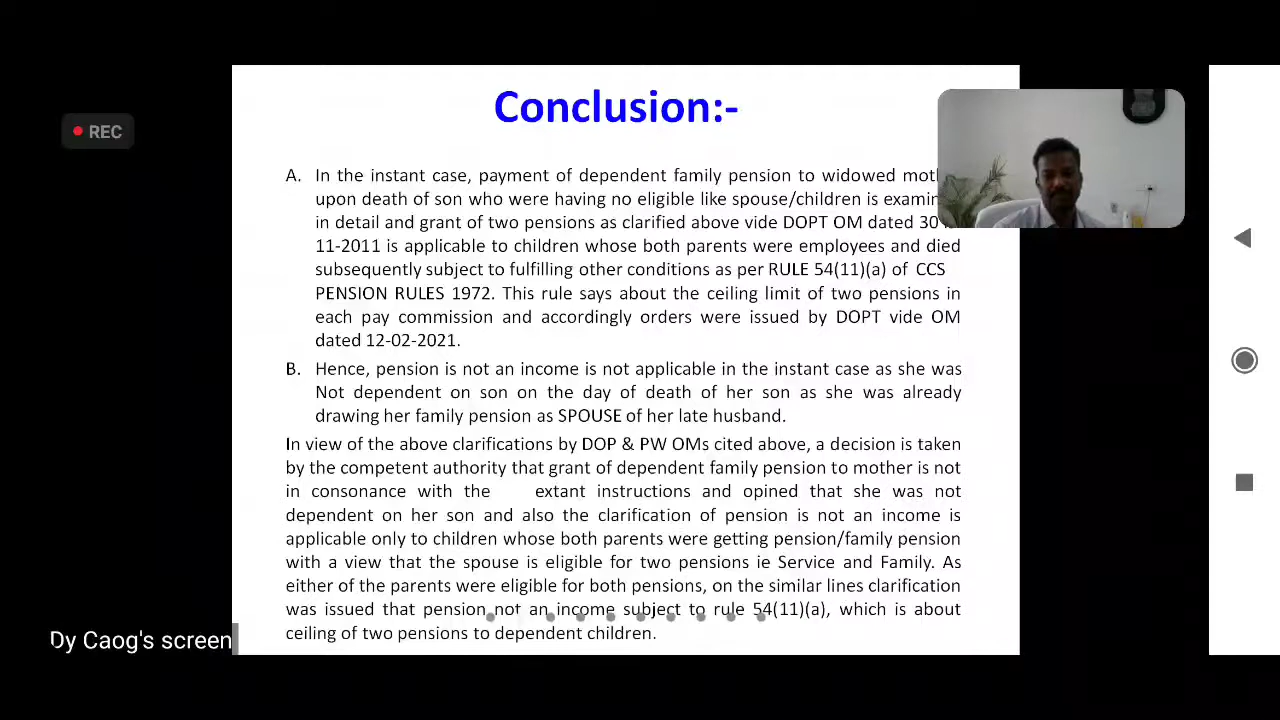 Conclusion:-
REC
A. In the instant case, payment of dependent family pension to widowed
upon death of son who were having no eligible like spouse/children is
in detail and grant of two pensions as clarified above vide DOPT OM dated 30
11-2011 is applicable to children whose both parents were employees and died
subsequently subject to fulfilling other conditions as per RULE 54(11)(a) of CCS
PENSION RULES 1972. This rule says about the ceiling limit of two pensions in
each pay commission and accordingly orders were issued by DOPT vide OM
dated 12-02-2021.
B. Hence, pension is not an income is not applicable in the instant case as she was
Not dependent on son on the day of death of her son as she was already
drawing her family pension as SPOUSE of her late husband.
In view of the above clarifications by DOP & PW OMs cited above, a decision is taken
by the competent authority that grant of dependent family pension to mother is not
in consonance with the extant instructions and opined that she was not
dependent on her son and also the clarification of pension is not an income is
applicable only to children whose both parents were getting pension/family pension
with a view that the spouse is eligible for two pensions ie Service and Family. As
either of the parents were eligible for both pensions, on the similar lines clarification
was issued that pension not an income subject to rule 54(11)(a), which is about
ceiling of two pensions to dependent children.
Dy Caog's screen